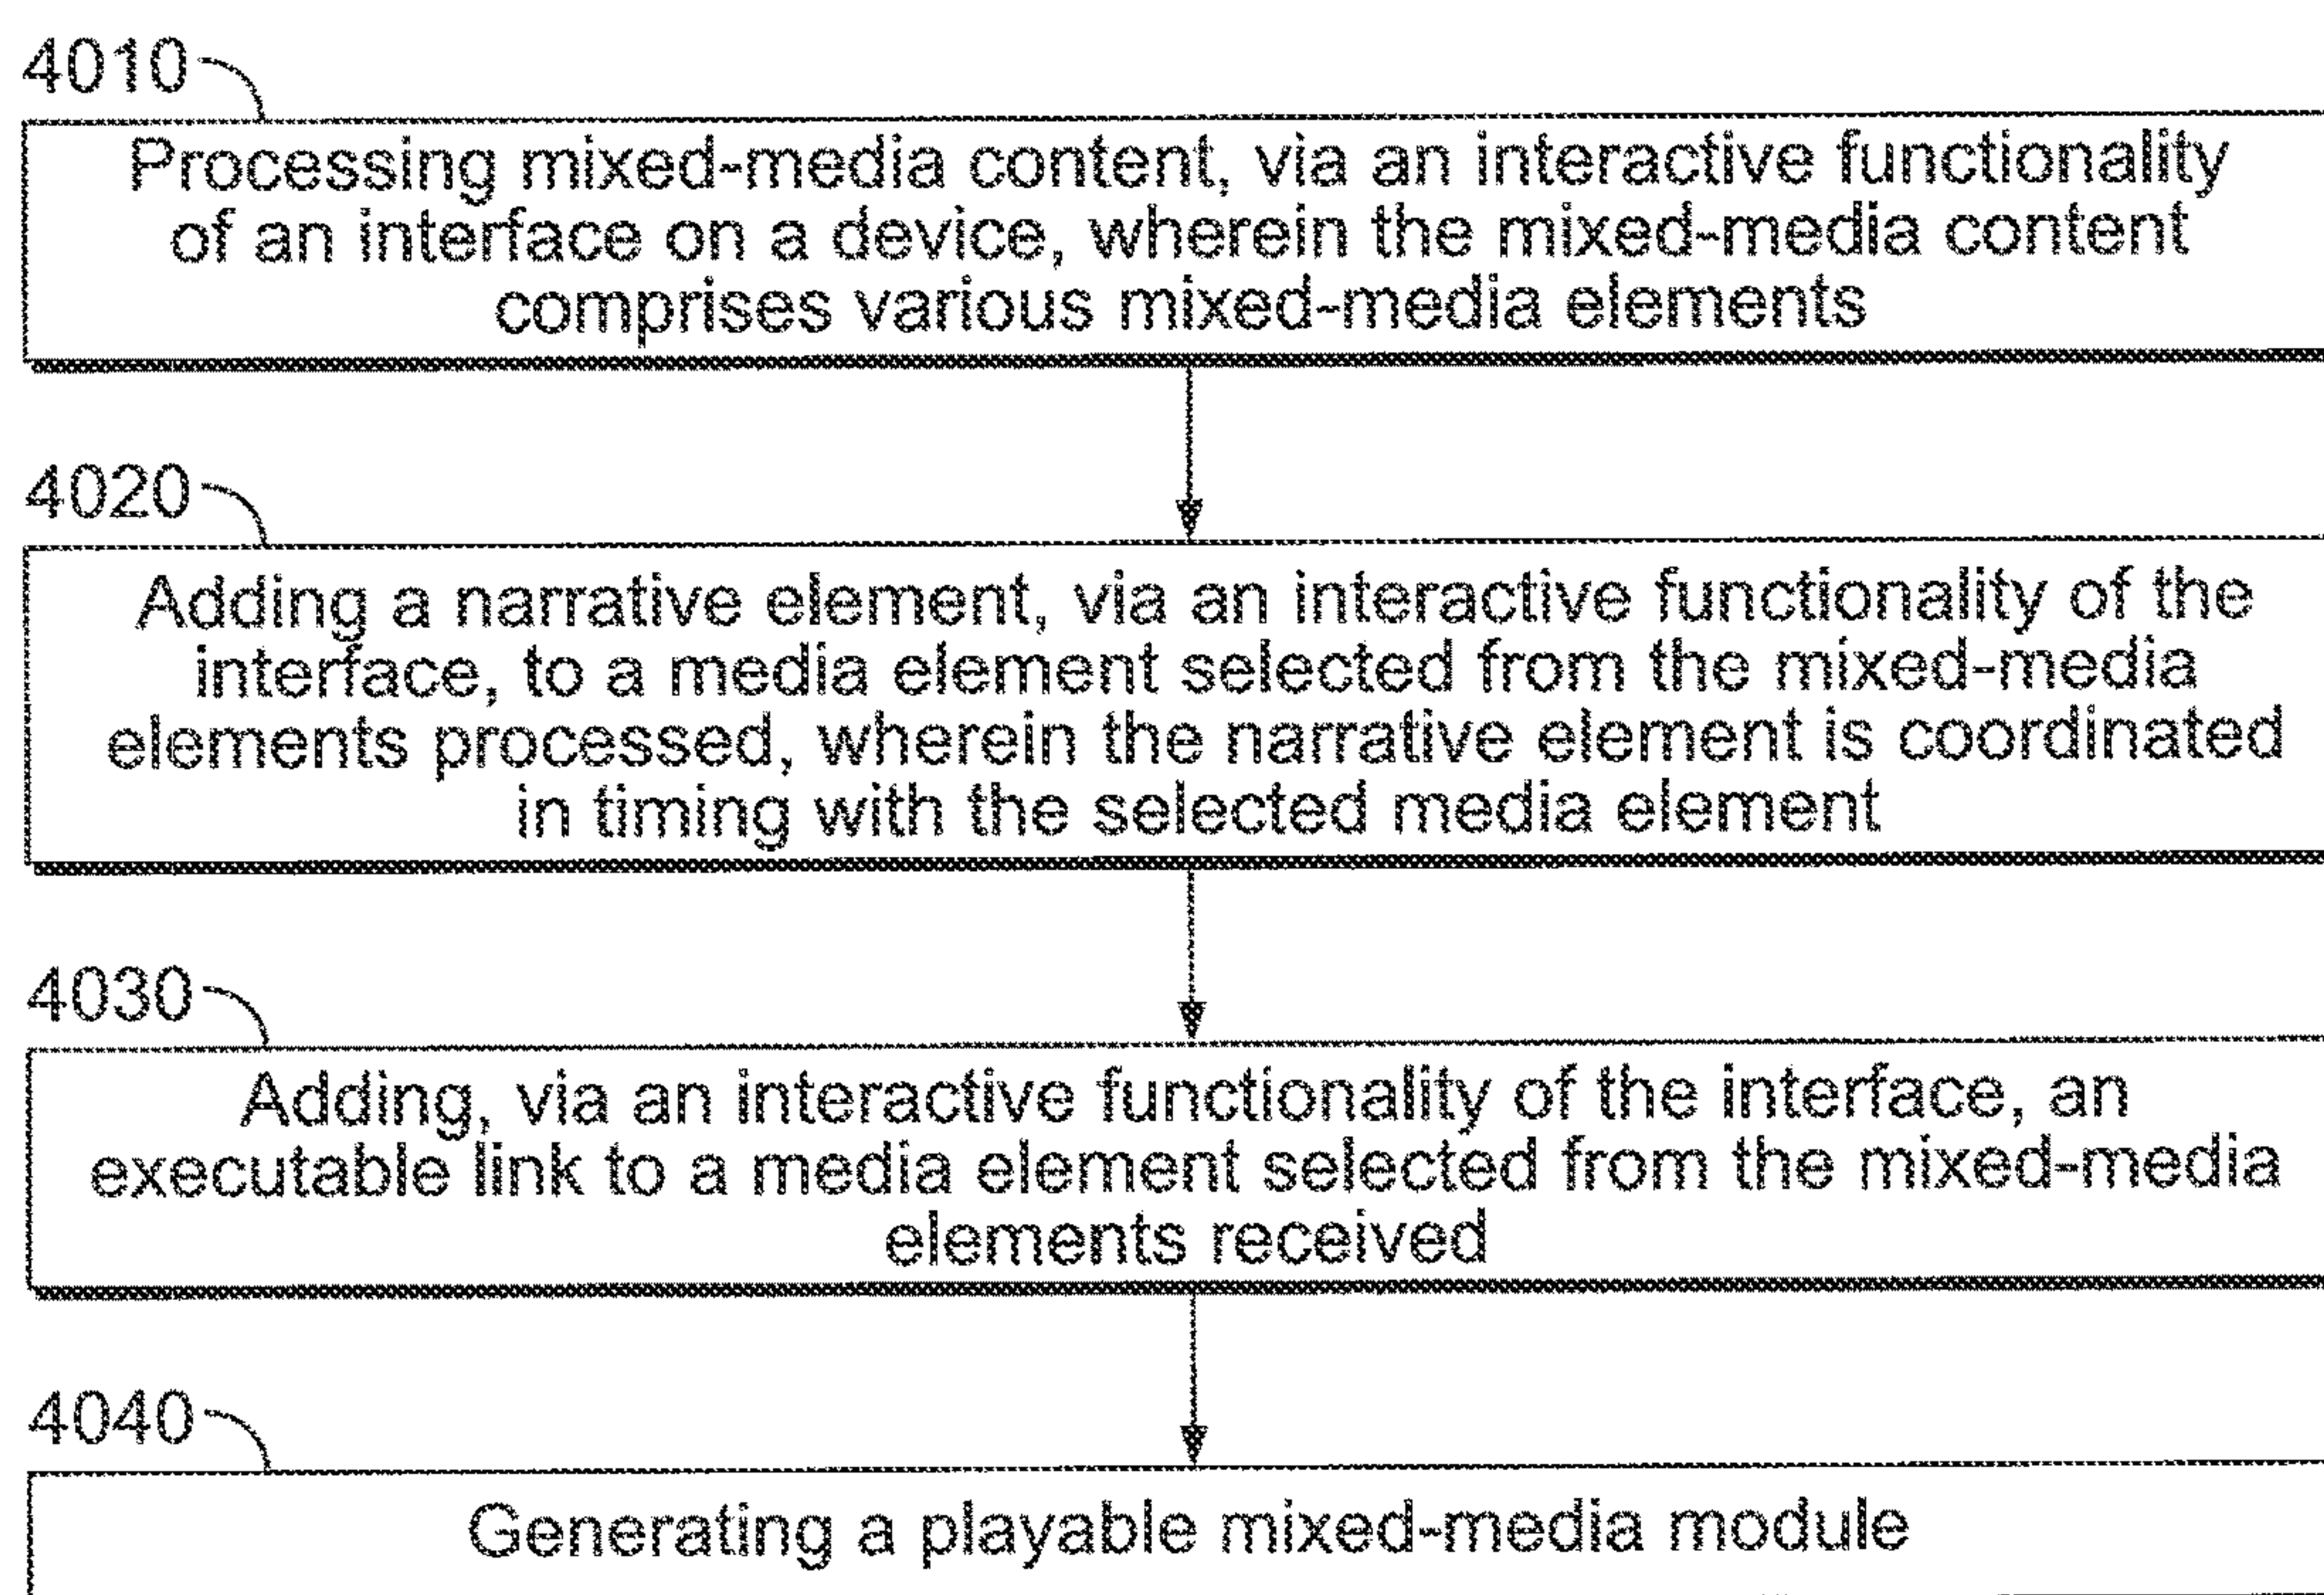 4010
Processing mixed-media content, via an interactive functionality
of an interface on a device, wherein the mixed-media content
comprises various mixed-media elements
4020
Adding a narrative element, via an interactive functionality of the
interface, to a media element selected from the mixed-media
elements processed, wherein the narrative element is coordinated
in timing with the selected media element
4030
Adding, via an interactive functionality of the interface, an
executable link to a media element selected from the mixed-media
elements received
4040
Generating a playable mixed-media module